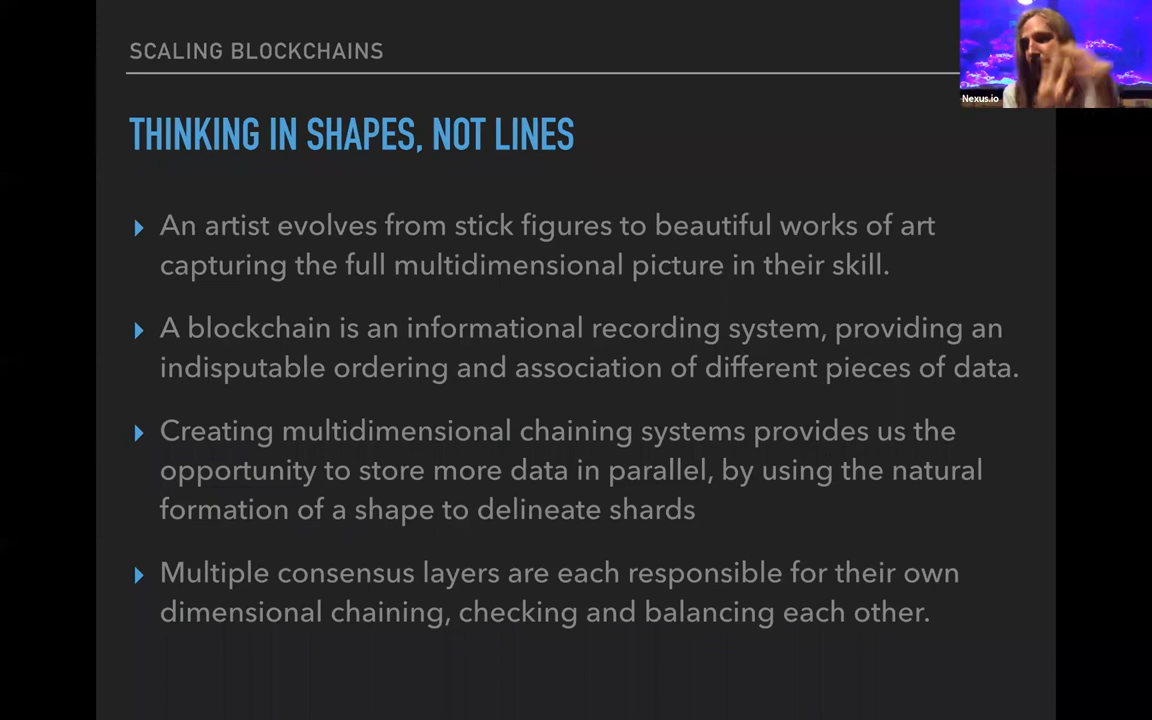 SCALING BLOCKCHAINS
Nexus.io
THINKING IN SHAPES, NOT LINES
An artist evolves from stick figures to beautiful works of art
capturing the full multidimensional picture in their skill.
A blockchain is an informational recording system, providing an
indisputable ordering and association of different pieces of data.
Creating multidimensional chaining systems provides us the
opportunity to store more data in parallel, by using the natural
formation of a shape to delineate shards
Multiple consensus layers are each responsible for their own
dimensional chaining, checking and balancing each other.